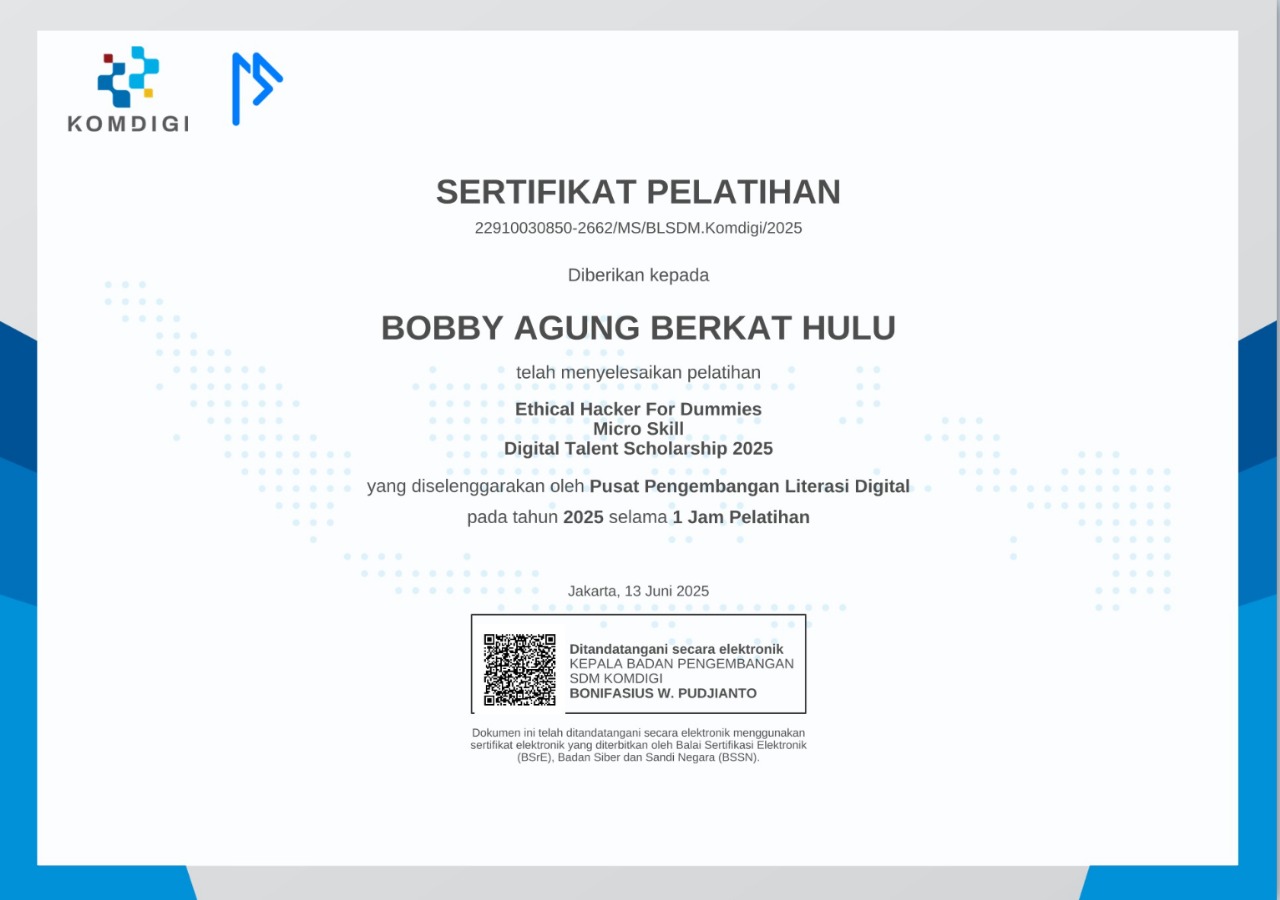 KOMDIGI
SERTIFIKAT PELATIHAN
22910030850-2662/MS/BLSDM.Komdigi/2025
Diberikan kepada
BOBBY AGUNG BERKAT HULU
telah menyelesaikan pelatihan
Ethical Hacker For Dummies
Micro Skill
Digital Talent Scholarship 2025
yang diselenggarakan oleh Pusat Pengembangan Literasi Digital
pada tahun 2025 selama 1 Jam Pelatihan
Jakarta, 13 Juni 2025
Ditandatangani secara elektronik
KEPALA BADAN PENGEMBANGAN
SDM KOMDIGI
BONIFASIUS W. PUDJIANTO
Dokumen ini telah ditandatangani secara elektronik menggunakan
sertifikat elektronik yang diterbitkan oleh Balai Sertifikasi Elektronik
(BSrE), Badan Siber dan Sandi Negara (BSSN).